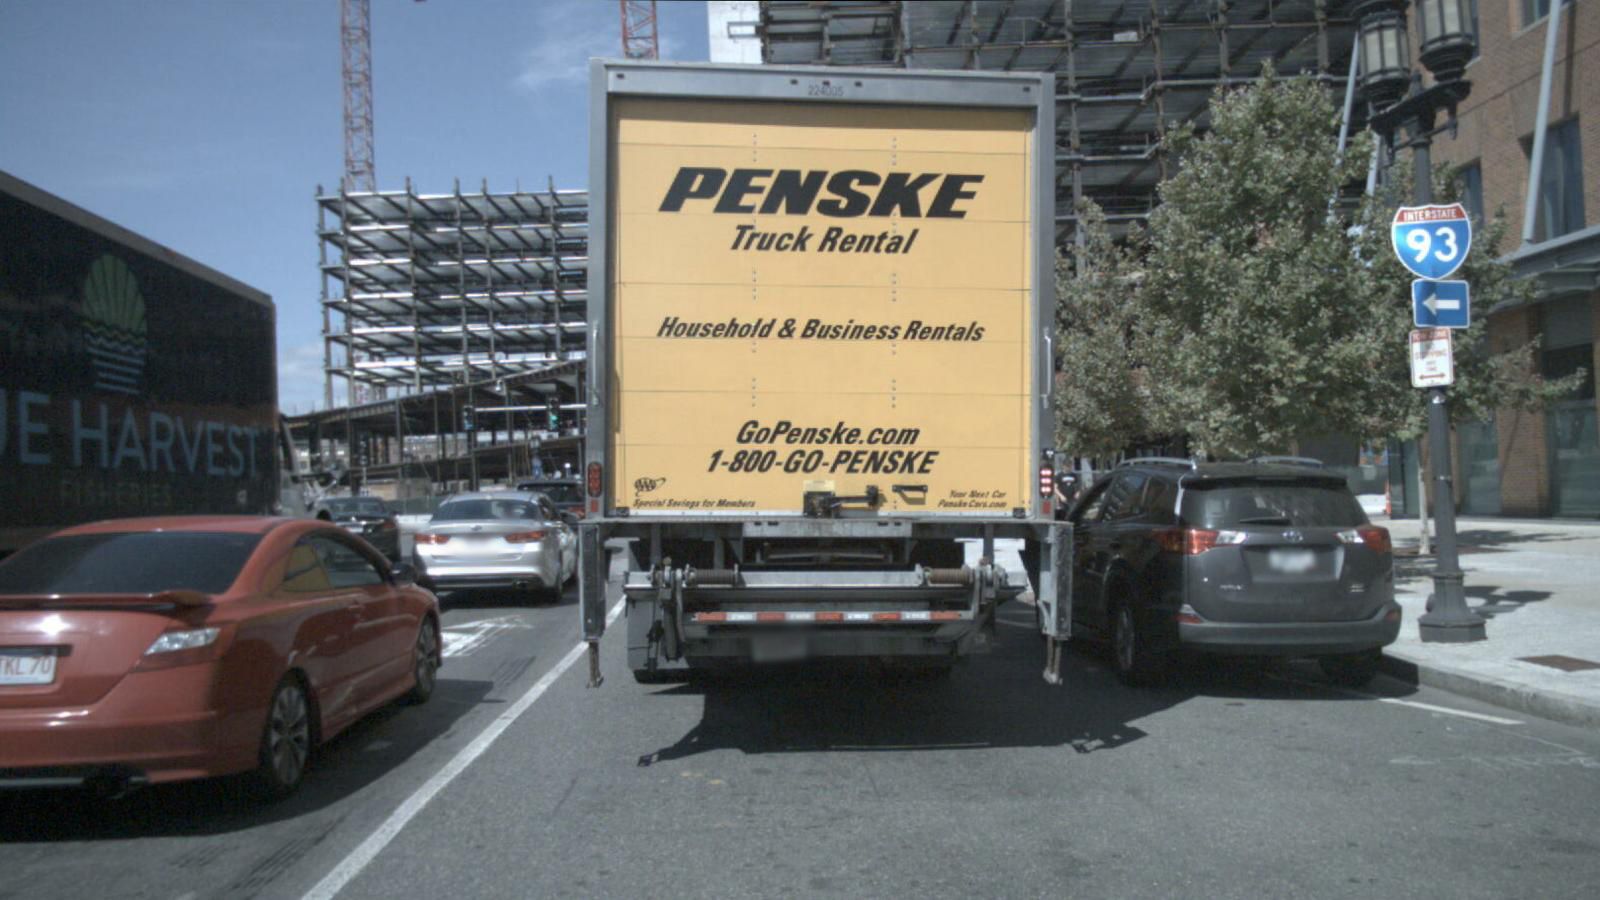 224005
PENSKE
Truck Rental
Household & Business Rentals
GoPenske.com
1-800-GO-PENSKE
AAA
Special Savings for Members
Your Next Car
PenskeCars.com
UE HARVEST
FISHERIES
TKL 70
INTERSTATE
93
STOPPING